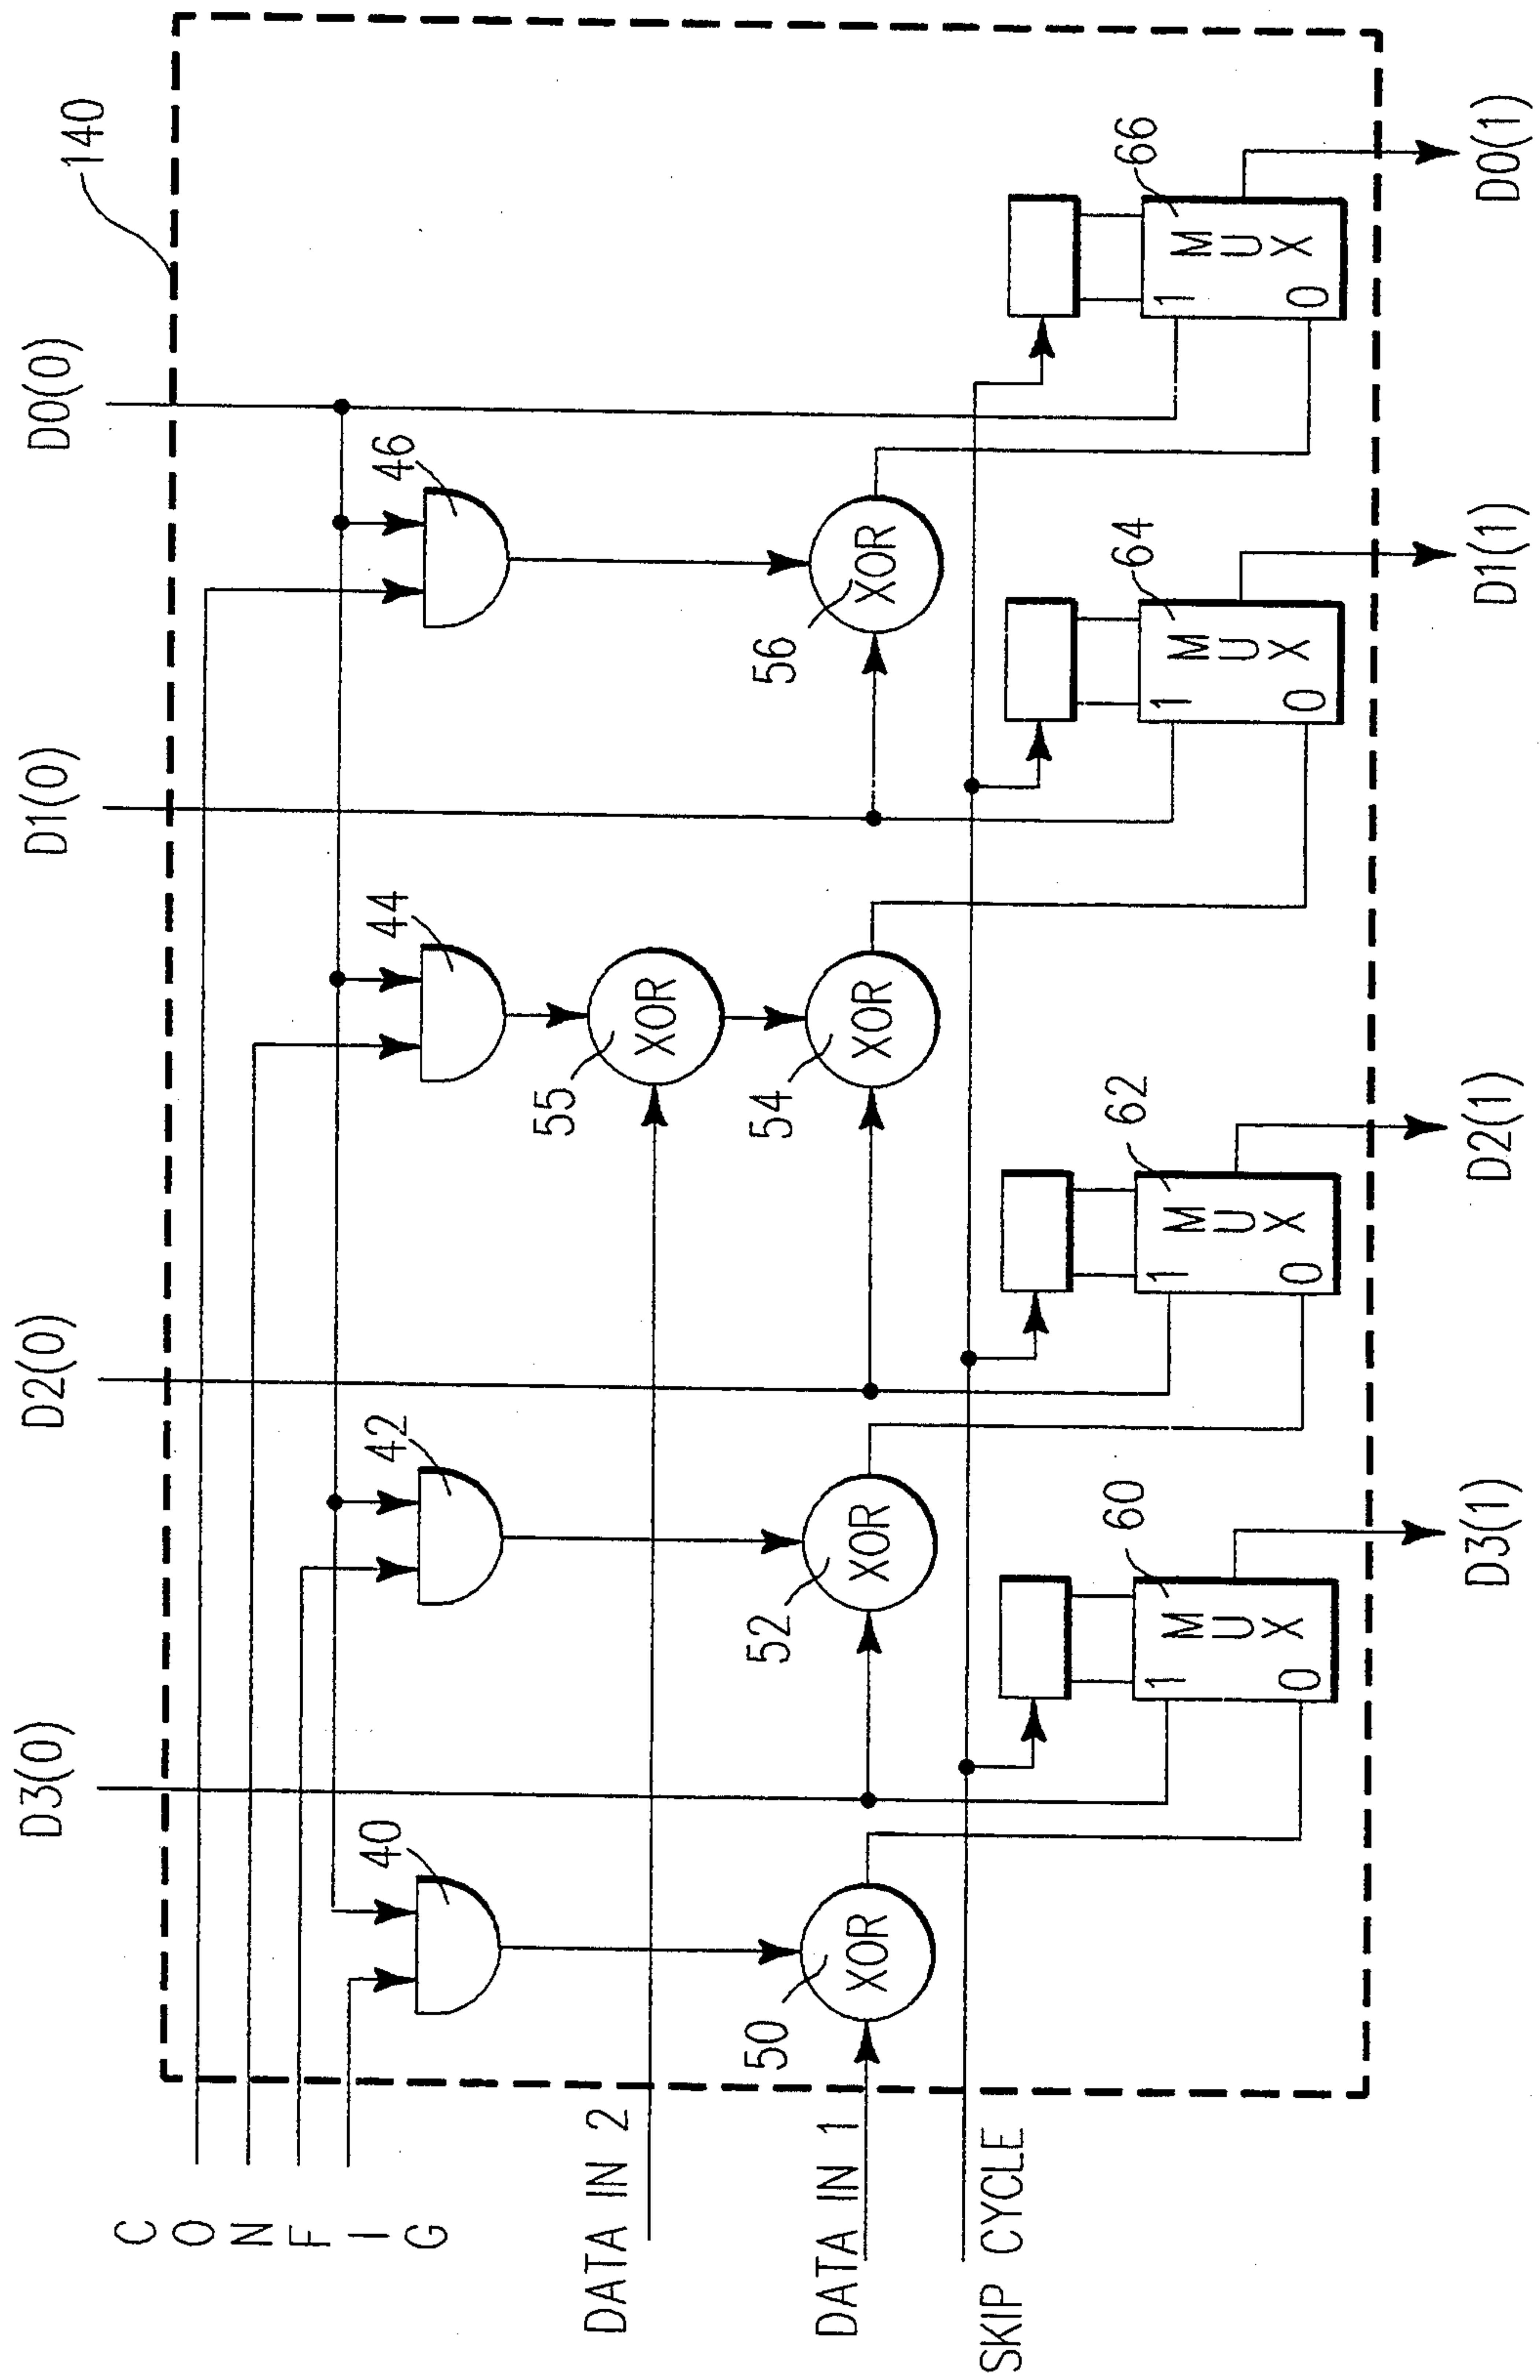 140
D3(0)
D2(0)
D1(0)
D0(0)
CONFIG
40
42
44
46
DATA IN 2
55
XOR
DATA IN 1
50
XOR
52
XOR
54
XOR
56
XOR
SKIP CYCLE
60
1
MUX
0
62
1
MUX
0
64
1
MUX
0
66
1
MUX
0
D3(1)
D2(1)
D1(1)
D0(1)